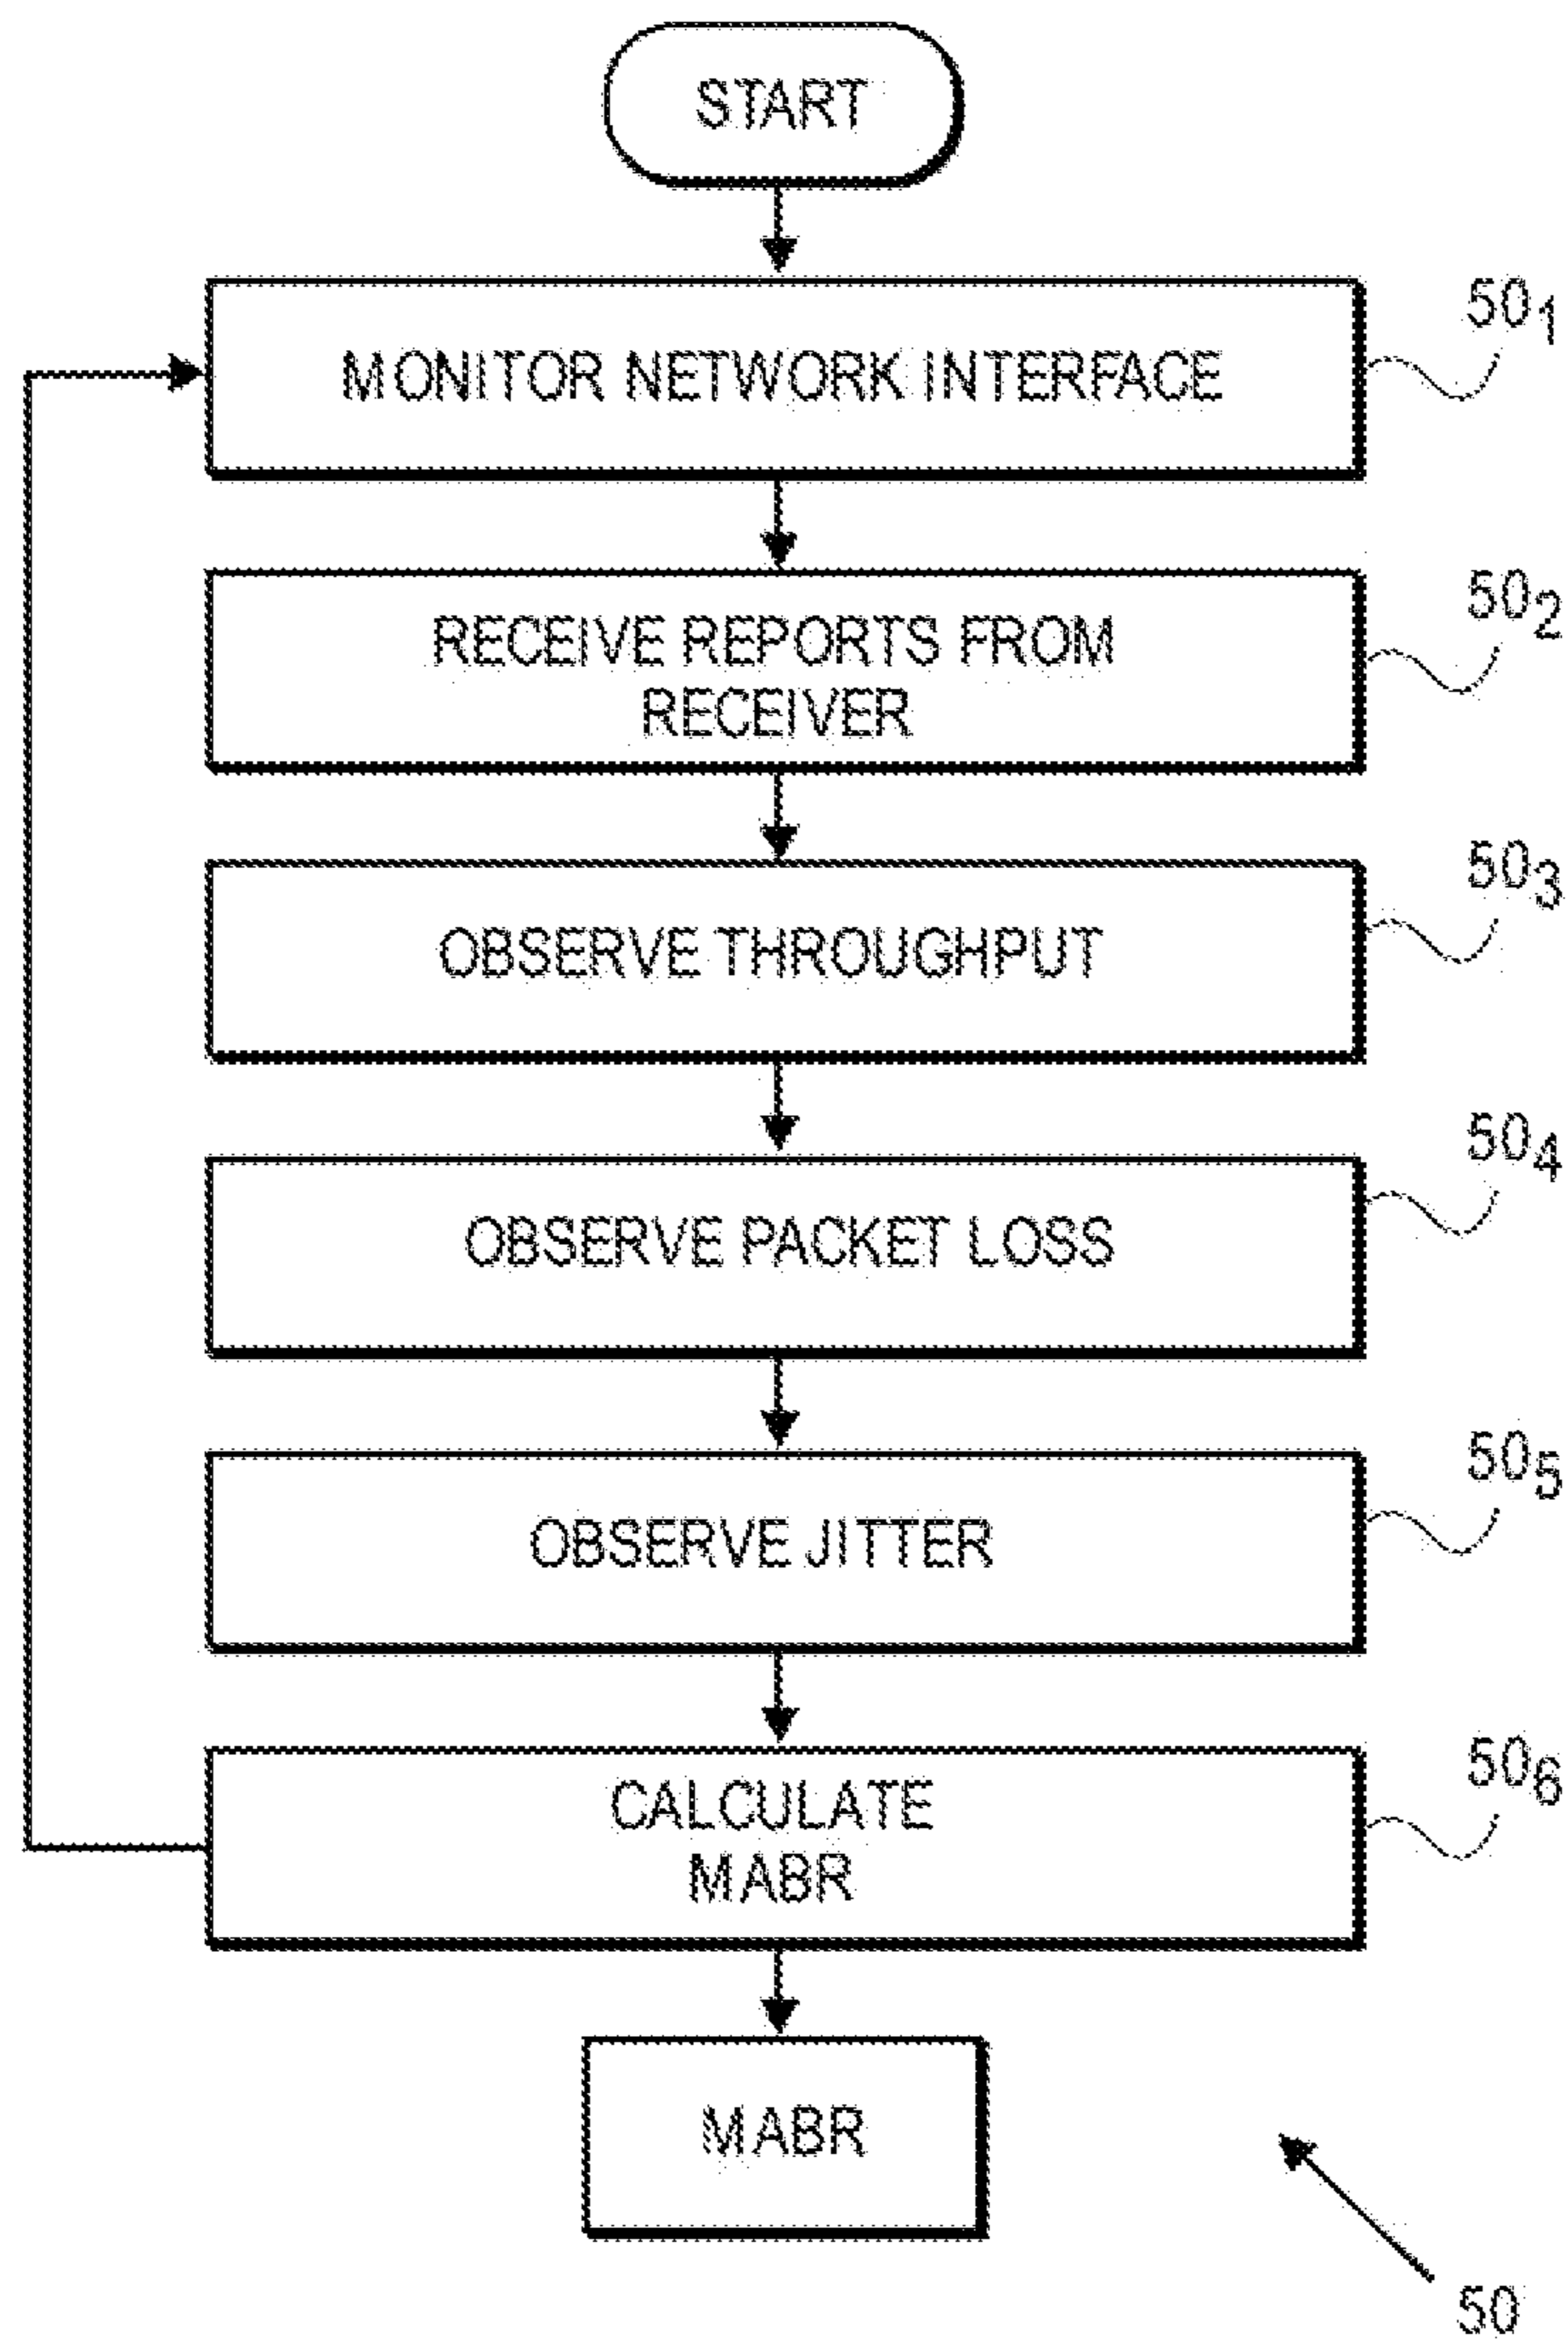 START
MONITOR NETWORK INTERFACE
50₁
RECEIVE REPORTS FROM
RECEIVER
50₂
OBSERVE THROUGHPUT
50₃
OBSERVE PACKET LOSS
50₄
OBSERVE JITTER
50₅
CALCULATE
MABR
50₆
MABR
50